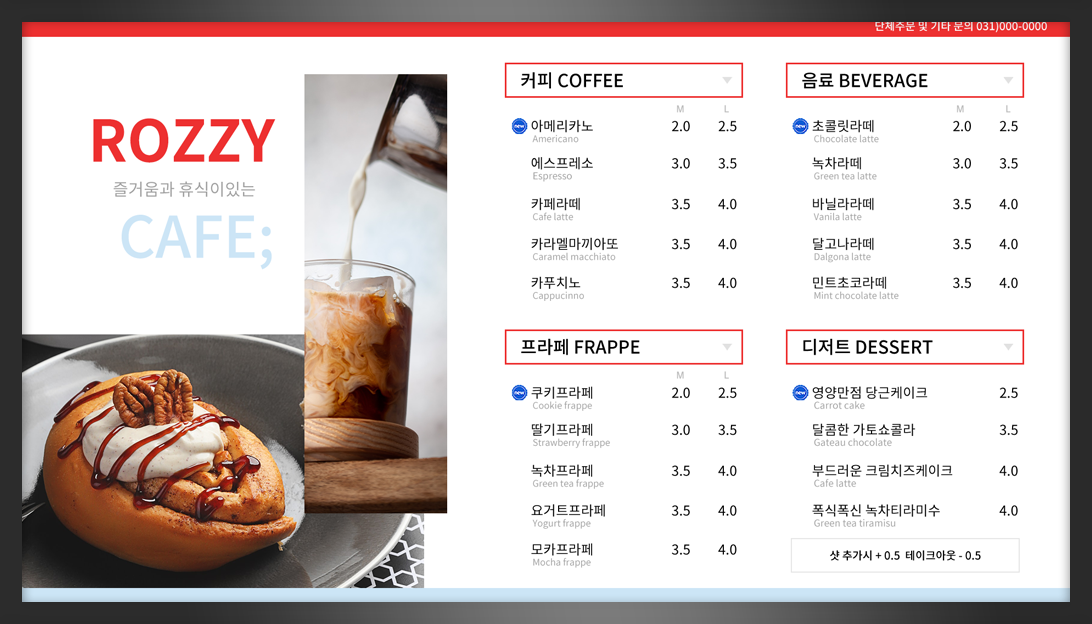 단체주문 및 기타 문의 031)000-0000
ROZZY
즐거움과 휴식이있는
CAFE;
커피 COFFEE
M L
new 아메리카노 2.0 2.5
Americano
에스프레소 3.0 3.5
Espresso
카페라떼 3.5 4.0
Cafe latte
카라멜마끼아또 3.5 4.0
Caramel macchiato
카푸치노 3.5 4.0
Cappucinno
음료 BEVERAGE
M L
new 초콜릿라떼 2.0 2.5
Chocolate latte
녹차라떼 3.0 3.5
Green tea latte
바닐라라떼 3.5 4.0
Vanila latte
달고나라떼 3.5 4.0
Dalgona latte
민트초코라떼 3.5 4.0
Mint chocolate latte
프라페 FRAPPE
M L
new 쿠키프라페 2.0 2.5
Cookie frappe
딸기프라페 3.0 3.5
Strawberry frappe
녹차프라페 3.5 4.0
Green tea frappe
요거트프라페 3.5 4.0
Yogurt frappe
모카프라페 3.5 4.0
Mocha frappe
디저트 DESSERT
new 영양만점 당근케이크 2.5
Carrot cake
달콤한 가토쇼콜라 3.5
Gateau chocolate
부드러운 크림치즈케이크 4.0
Cafe latte
폭식폭신 녹차티라미수 4.0
Green tea tiramisu
샷 추가시 + 0.5 테이크아웃 - 0.5